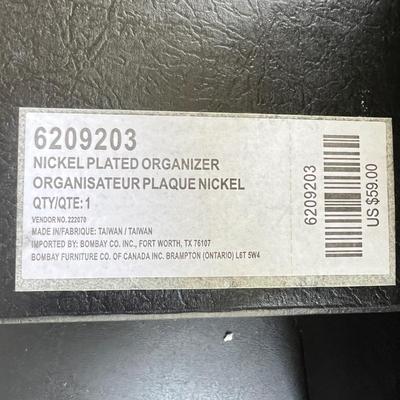 6209203
NICKEL PLATED ORGANIZER
ORGANISATEUR PLAQUE NICKEL
QTY/QTE: 1
VENDOR NO. 222070
MADE IN/FABRIQUE: TAIWAN / TAIWAN
IMPORTED BY: BOMBAY CO. INC., FORT WORTH, TX 76107
BOMBAY FURNITURE CO. OF CANADA INC. BRAMPTON (ONTARIO) L6T 5W4
6209203
US $59.00